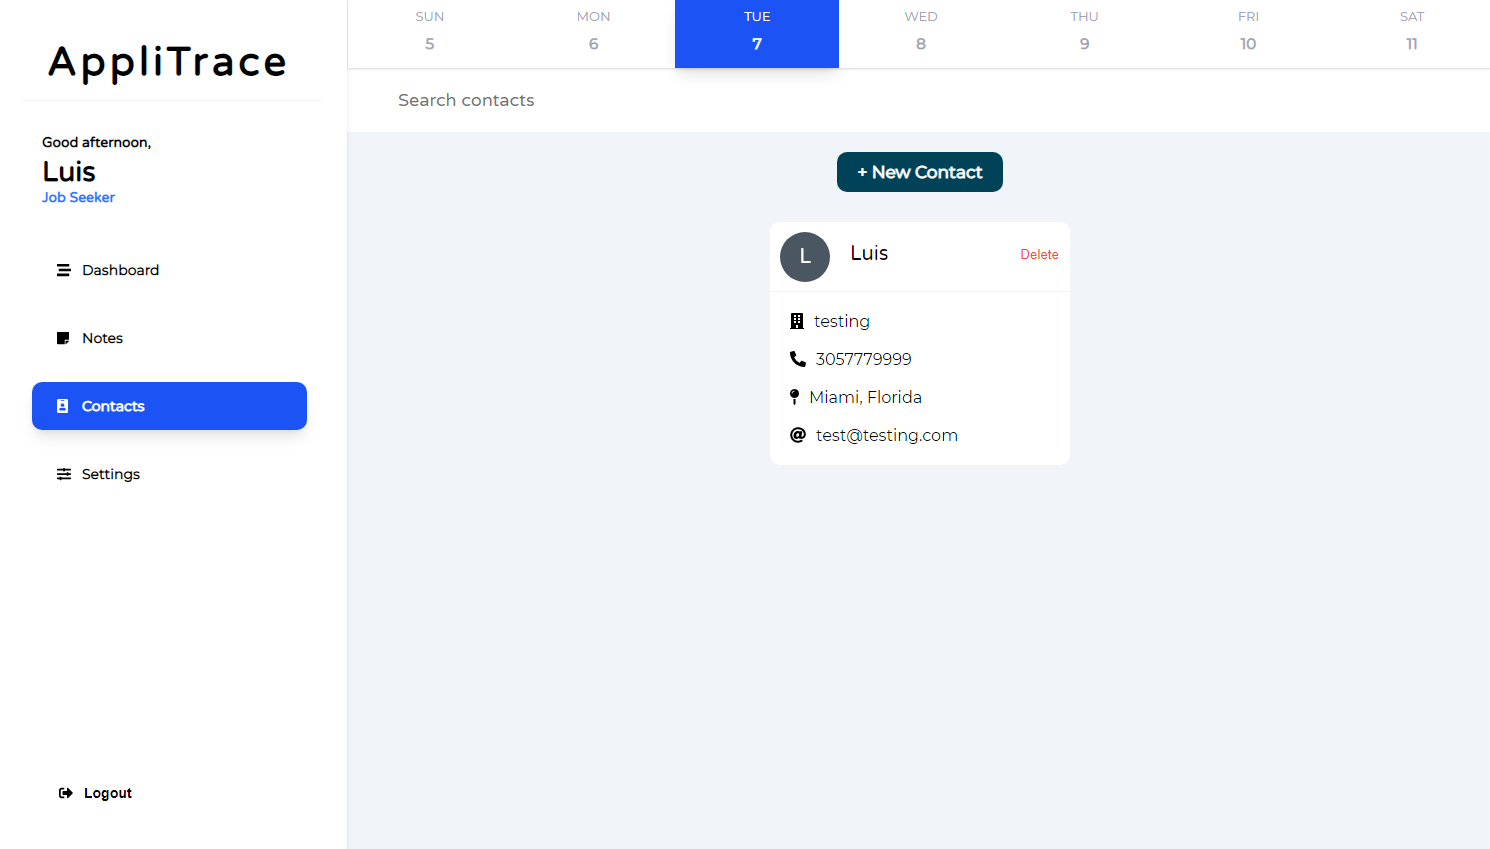 AppliTrace
Good afternoon,
Luis
Job Seeker
Dashboard
Notes
Contacts
Settings
Logout
SUN MON TUE WED THU FRI SAT
5 6 7 8 9 10 11
Search contacts
+ New Contact
L Luis Delete
testing
3057779999
Miami, Florida
test@testing.com